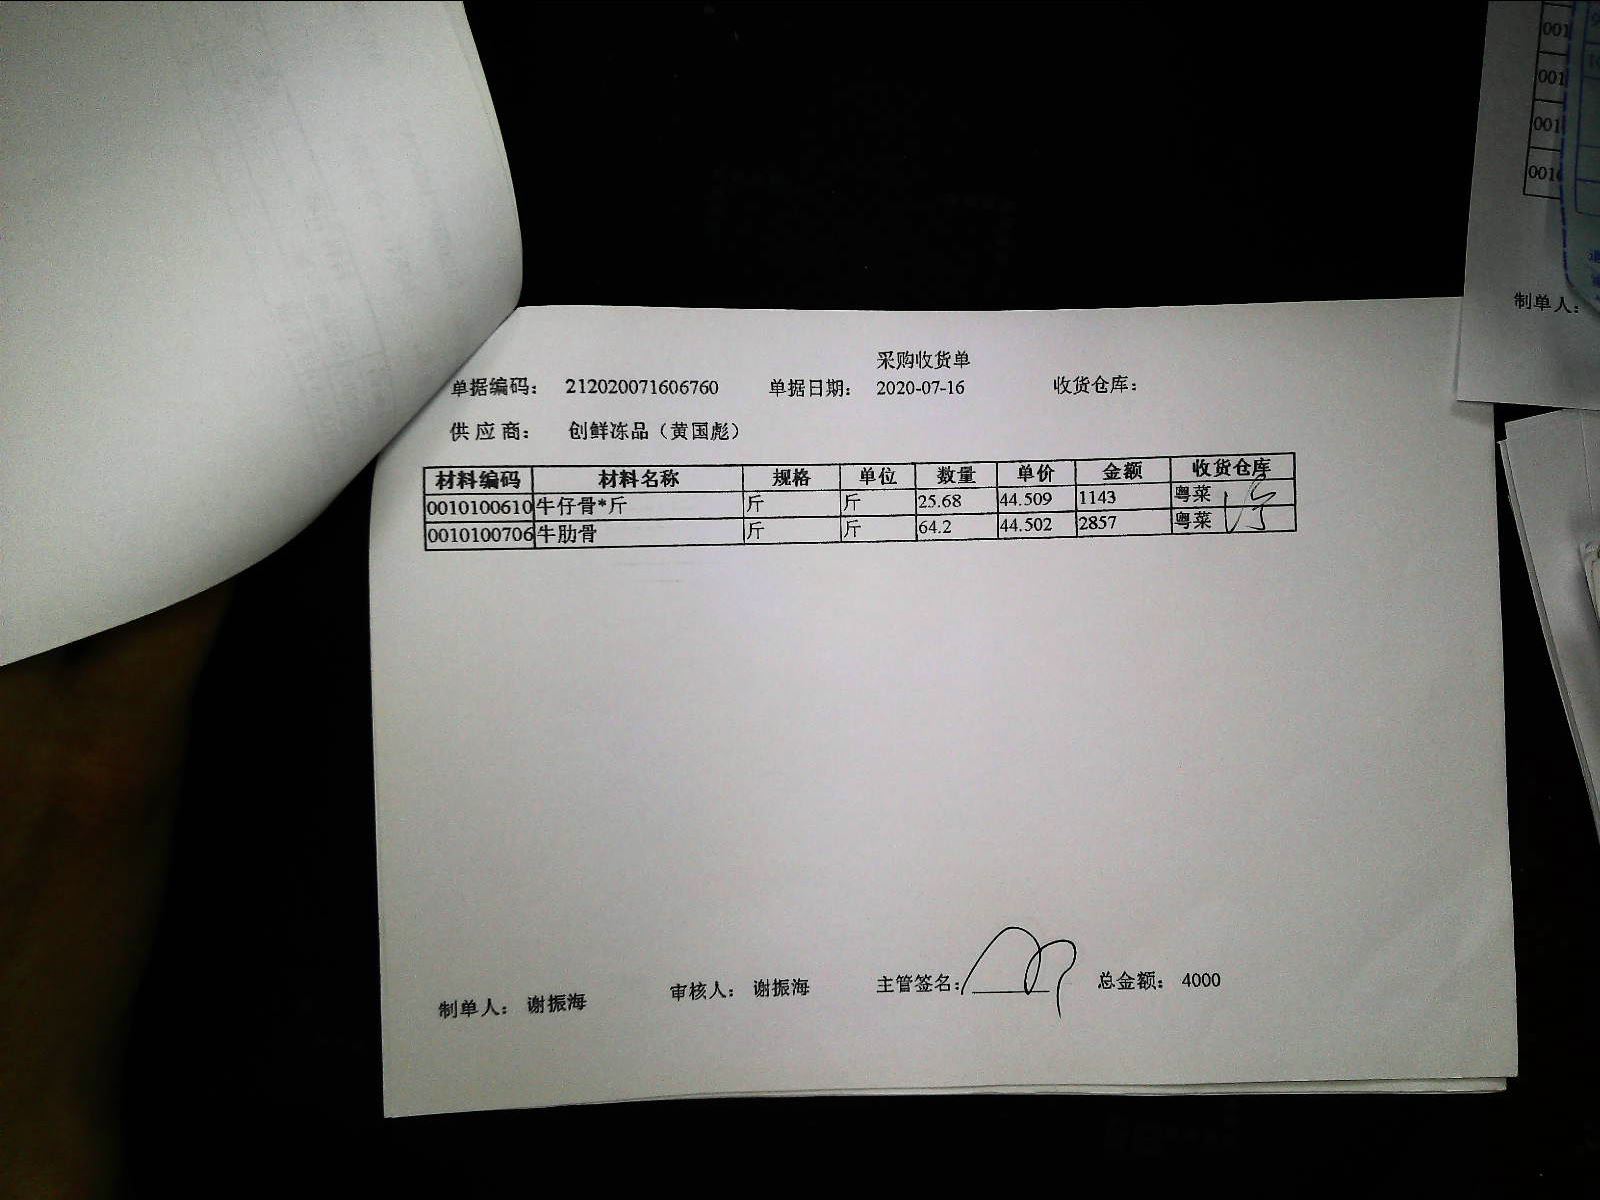 采购收货单
单据编码： 212020071606760 单据日期： 2020-07-16 收货仓库：
供 应 商： 创鲜冻品（黄国彪）
材料编码 材料名称 规格 单位 数量 单价 金额 收货仓库
0010100610 牛仔骨*斤 斤 斤 25.68 44.509 1143 粤菜
0010100706 牛肋骨 斤 斤 64.2 44.502 2857 粤菜
制单人： 谢振海 审核人： 谢振海 主管签名： 总金额： 4000
001
001
001
001
制单人：